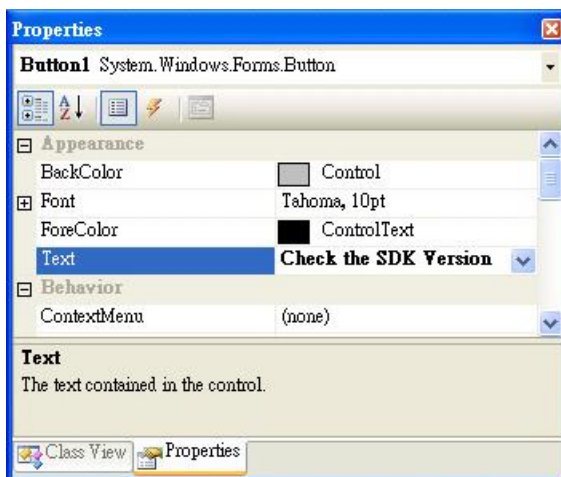 Properties
Button1 System.Windows.Forms.Button
Appearance
BackColor Control
Font Tahoma, 10pt
ForeColor ControlText
Text Check the SDK Version
Behavior
ContextMenu (none)
Text
The text contained in the control.
Class View Properties